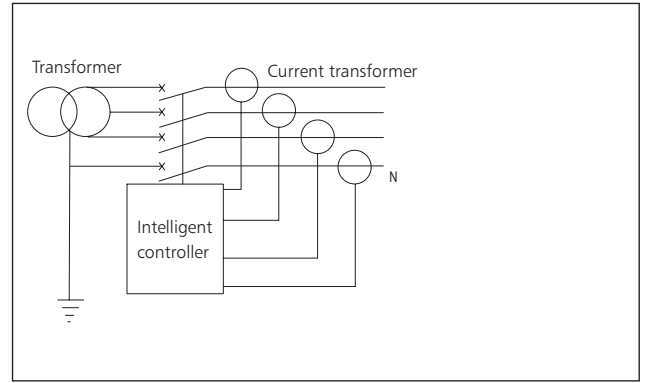 Transformer
Current transformer
N
Intelligent
controller